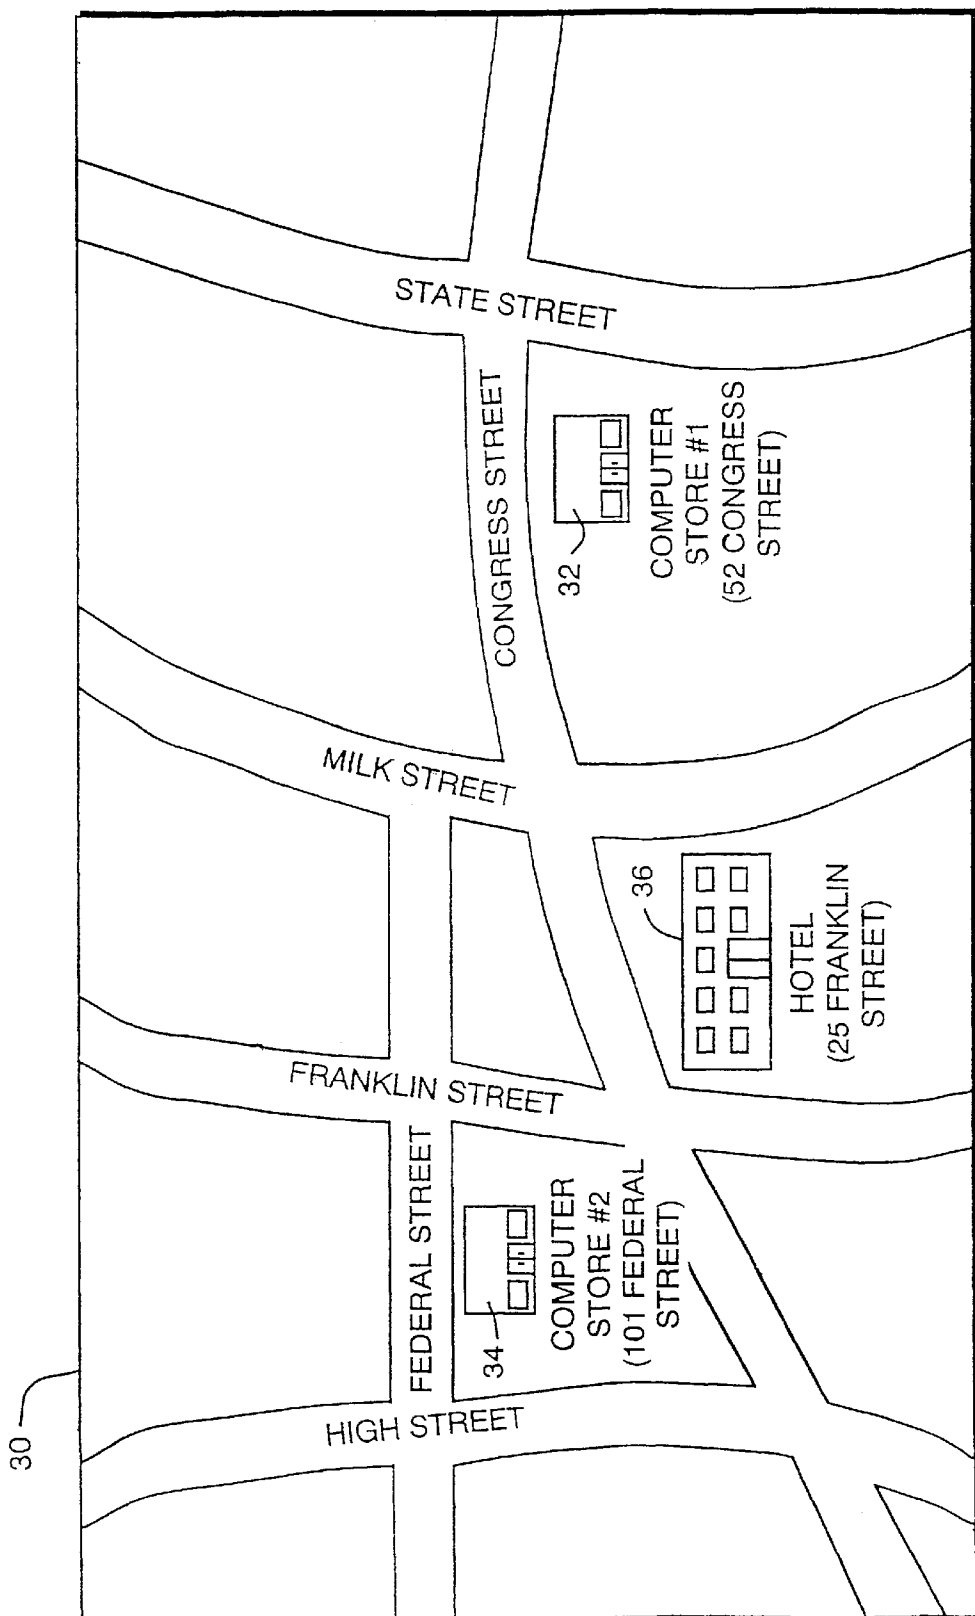 30
HIGH STREET
FEDERAL STREET
34
COMPUTER
STORE #2
(101 FEDERAL
STREET)
FRANKLIN STREET
36
HOTEL
(25 FRANKLIN
STREET)
MILK STREET
CONGRESS STREET
32
COMPUTER
STORE #1
(52 CONGRESS
STREET)
STATE STREET